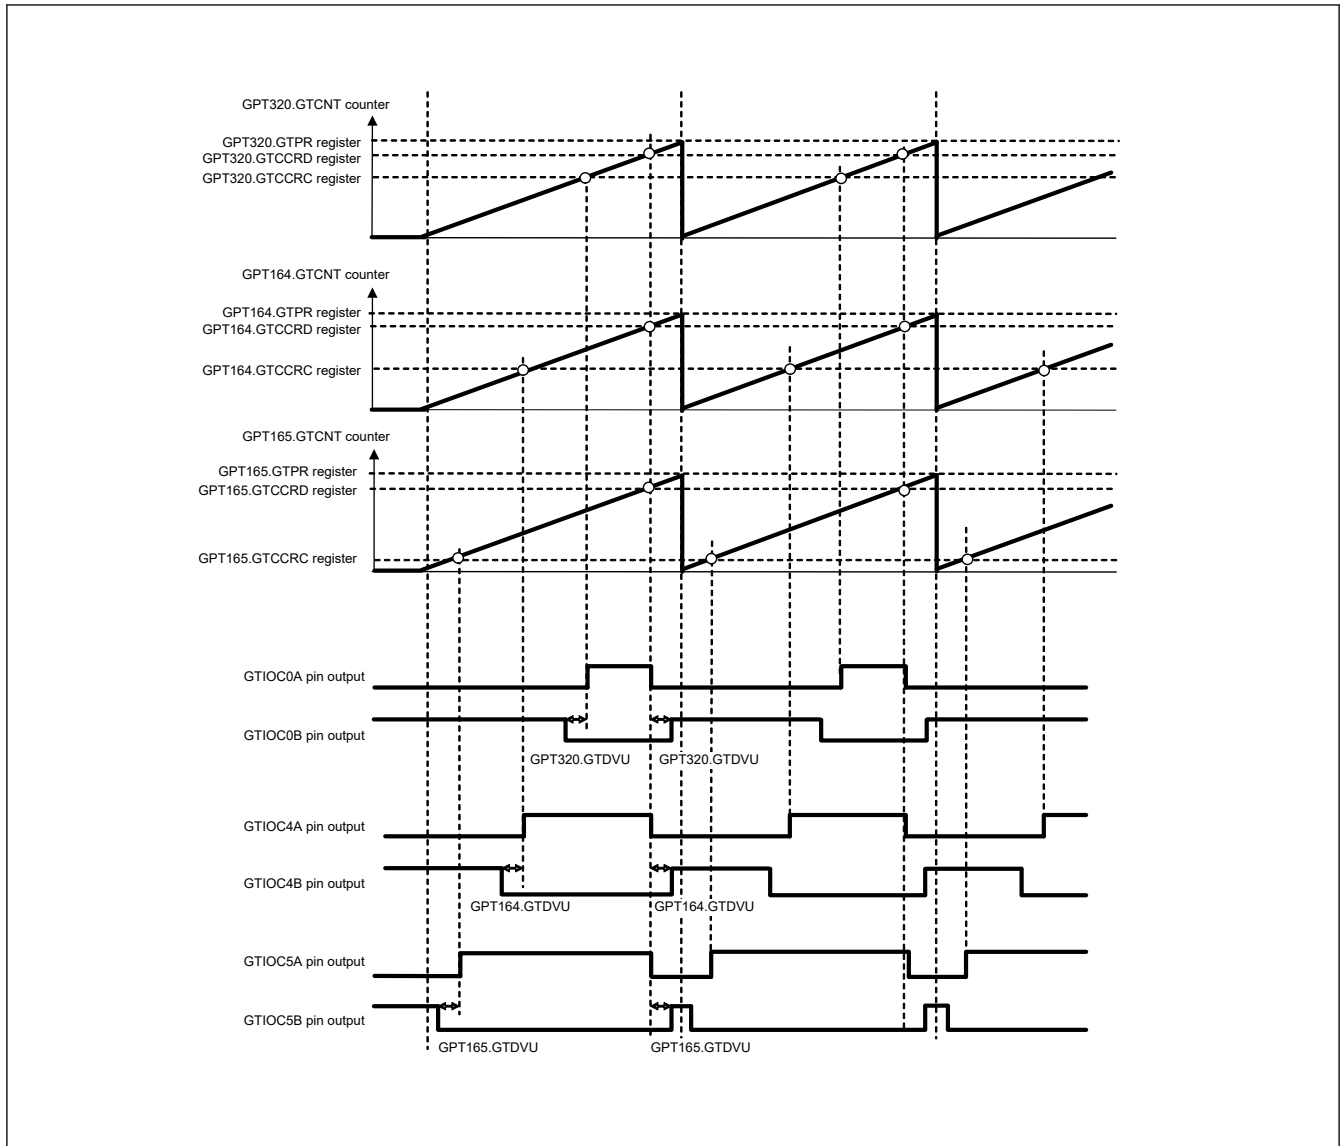 GPT320.GTCNT counter
GPT320.GTPR register
GPT320.GTCCRD register
GPT320.GTCCRC register
GPT164.GTCNT counter
GPT164.GTPR register
GPT164.GTCCRD register
GPT164.GTCCRC register
GPT165.GTCNT counter
GPT165.GTPR register
GPT165.GTCCRD register
GPT165.GTCCRC register
GTIOC0A pin output
GTIOC0B pin output
GPT320.GTDVU GPT320.GTDVU
GTIOC4A pin output
GTIOC4B pin output
GPT164.GTDVU GPT164.GTDVU
GTIOC5A pin output
GTIOC5B pin output
GPT165.GTDVU GPT165.GTDVU